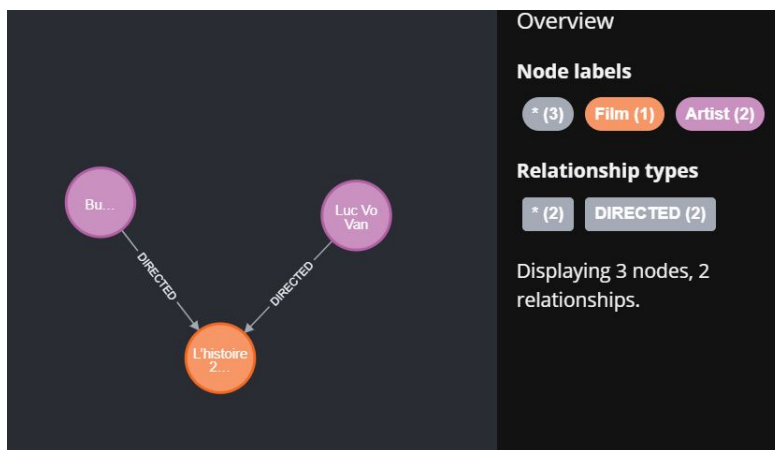 Overview
Node labels
* (3) Film (1) Artist (2)
Relationship types
* (2) DIRECTED (2)
Displaying 3 nodes, 2
relationships.
Bu...
Luc Vo
Van
DIRECTED
DIRECTED
L'histoire
2...